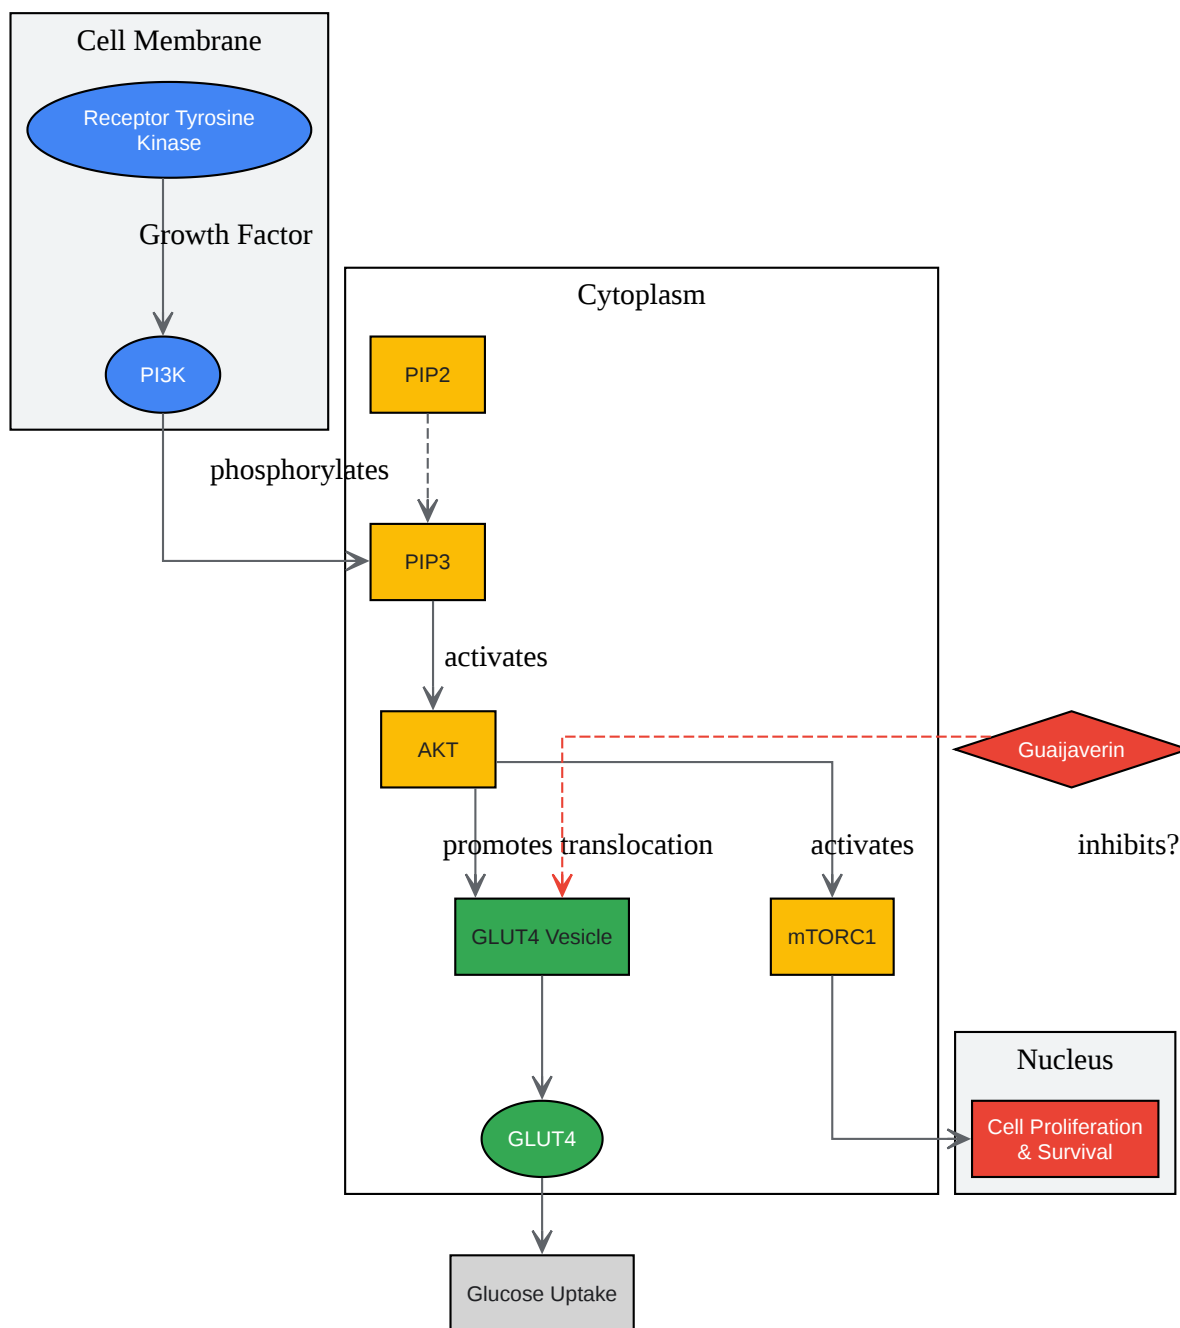 Cell Membrane
Receptor Tyrosine
Kinase
Growth Factor
Cytoplasm
PI3K
PIP2
phosphorylates
PIP3
activates
AKT
Guaijaverin
promotes translocation
activates
inhibits?
GLUT4 Vesicle
mTORC1
Nucleus
Cell Proliferation
& Survival
GLUT4
Glucose Uptake